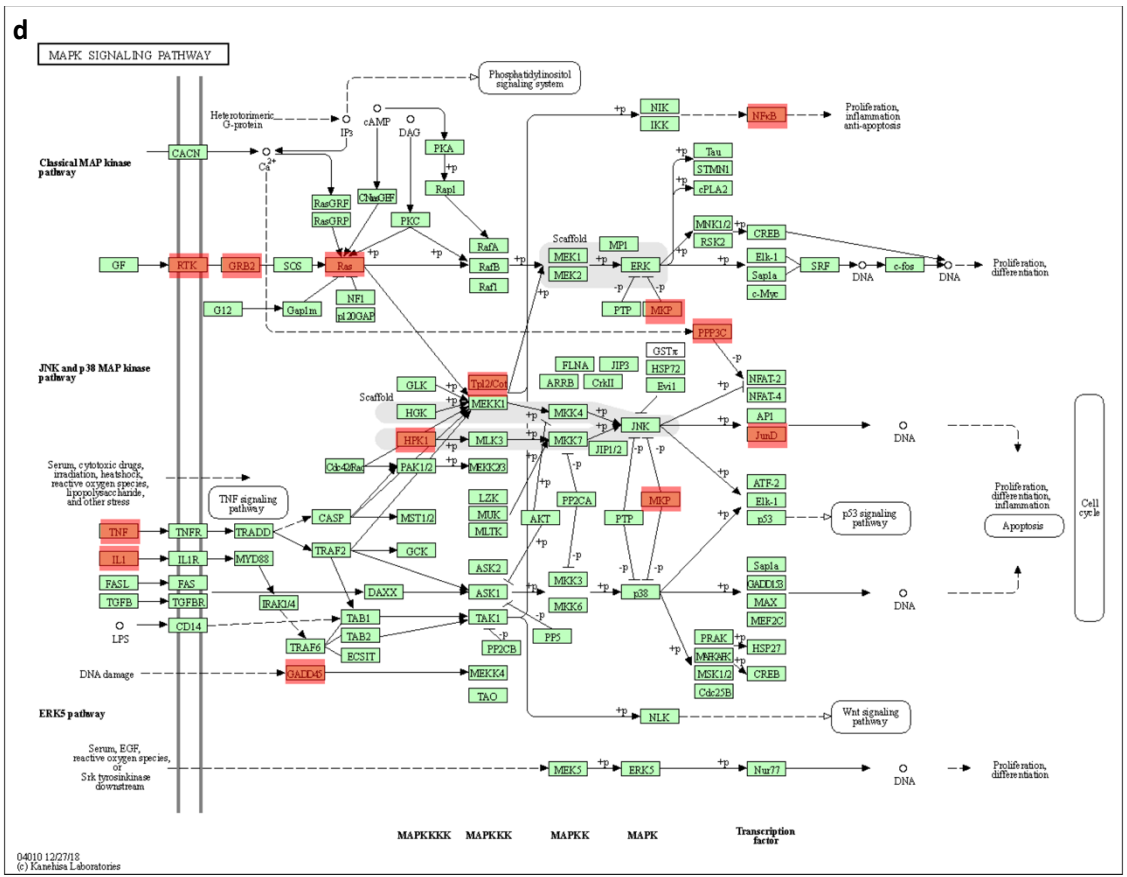 d
MAPK SIGNALING PATHWAY
Phosphatidylinositol
signaling system
Heterotorimeric
G-protein
IP3
cAMP
DAG
Ca2+
CACN
Classical MAP kinase
pathway
PKA
+p
Rap1
RasGRF
RasGRP
CNasGEF
PKC
NIK
IKK
+p
NFκB
Proliferation,
inflammation
anti-apoptosis
Tau
STMN1
cPLA2
+p
+p
MNK1/2
RSK2
+p
+p
CREB
GF
RTK
GRB2
SOS
Ras
+p
+p
RafA
RafB
Raf1
+p
Scaffold
MEK1
MEK2
+p
MP1
ERK
+p
Elk-1
Sap1a
c-Myc
SRF
DNA
c-fos
DNA
Proliferation,
differentiation
G12
Gap1m
NF1
p120GAP
+p
-p
-p
PTP
MKP
PPP3C
-p
JNK and p38 MAP kinase
pathway
GLK
Scaffold
HGK
HPK1
+p
+p
Tpl2/Cot
MEKK1
MLK3
+p
+p
+p
+p
FLNA
JIP3
ARRB
CrkII
GSTπ
HSP72
Evi1
MKK4
MKK7
+p
+p
JIP1/2
JNK
+p
NFAT-2
NFAT-4
AP1
JunD
DNA
Cdc42/Rac
PAK1/2
MEKK2/3
Serum, cytotoxic drugs,
irradiation, heatshock,
reactive oxygen species,
lipopolysaccharide,
and other stress
TNF signaling
pathway
LZK
MUK
MLTK
-p
-p
PP2CA
-p
-p
-p
MKP
PTP
-p
-p
+p
+p
ATF-2
Elk-1
p53
p53 signaling
pathway
Proliferation,
differentiation,
inflammation
Apoptosis
Cell
cycle
TNF
TNFR
TRADD
CASP
MST1/2
AKT
+p
IL1
IL1R
MYD88
TRAF2
GCK
ASK2
FASL
FAS
DAXX
ASK1
+p
+p
MKK3
MKK6
+p
p38
+p
Sap1a
GADD153
MAX
MEF2C
DNA
TGFB
TGFBR
IRAK1/4
LPS
CD14
TAB1
TAB2
ECSIT
TRAF6
TAK1
-p
PP2CB
-p
PP5
+p
PRAK
MAPKAPK
MSK1/2
Cdc25B
+p
+p
HSP27
CREB
DNA damage
GADD45
MEKK4
TAO
ERK5 pathway
+p
NLK
Wnt signaling
pathway
Serum, EGF,
reactive oxygen species,
or
Srk tyrosinkinase
downstream
MEK5
+p
ERK5
+p
Nur77
DNA
Proliferation,
differentiation
MAPKKKK
MAPKKK
MAPKK
MAPK
Transcription
factor
04010 12/27/18
(c) Kanehisa Laboratories